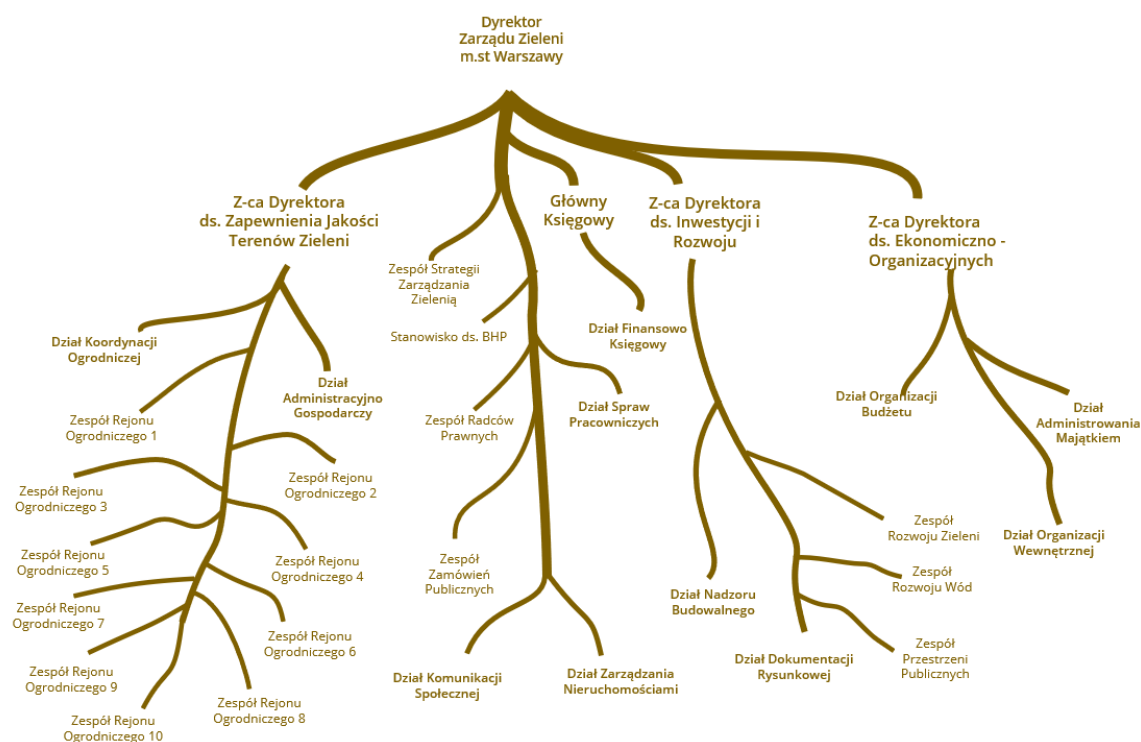 Dyrektor
Zarządu Zieleni
m.st Warszawy
Z-ca Dyrektora
ds. Zapewnienia Jakości
Terenów Zieleni
Główny
Księgowy
Z-ca Dyrektora
ds. Inwestycji i
Rozwoju
Z-ca Dyrektora
ds. Ekonomiczno -
Organizacyjnych
Dział Koordynacji
Ogrodniczej
Dział
Administracyjno
Gospodarczy
Zespół Rejonu
Ogrodniczego 1
Zespół Rejonu
Ogrodniczego 2
Zespół Rejonu
Ogrodniczego 3
Zespół Rejonu
Ogrodniczego 4
Zespół Rejonu
Ogrodniczego 5
Zespół Rejonu
Ogrodniczego 6
Zespół Rejonu
Ogrodniczego 7
Zespół Rejonu
Ogrodniczego 8
Zespół Rejonu
Ogrodniczego 9
Zespół Rejonu
Ogrodniczego 10
Zespół Strategii
Zarządzania
Zielenią
Stanowisko ds. BHP
Zespół Radców
Prawnych
Dział Spraw
Pracowniczych
Zespół
Zamówień
Publicznych
Dział Komunikacji
Społecznej
Dział Zarządzania
Nieruchomościami
Dział Finansowo
Księgowy
Dział Nadzoru
Budowalnego
Zespół
Rozwoju Zieleni
Zespół
Rozwoju Wód
Zespół
Przestrzeni
Publicznych
Dział Dokumentacji
Rysunkowej
Dział Organizacji
Budżetu
Dział
Administrowania
Majątkiem
Dział Organizacji
Wewnętrznej